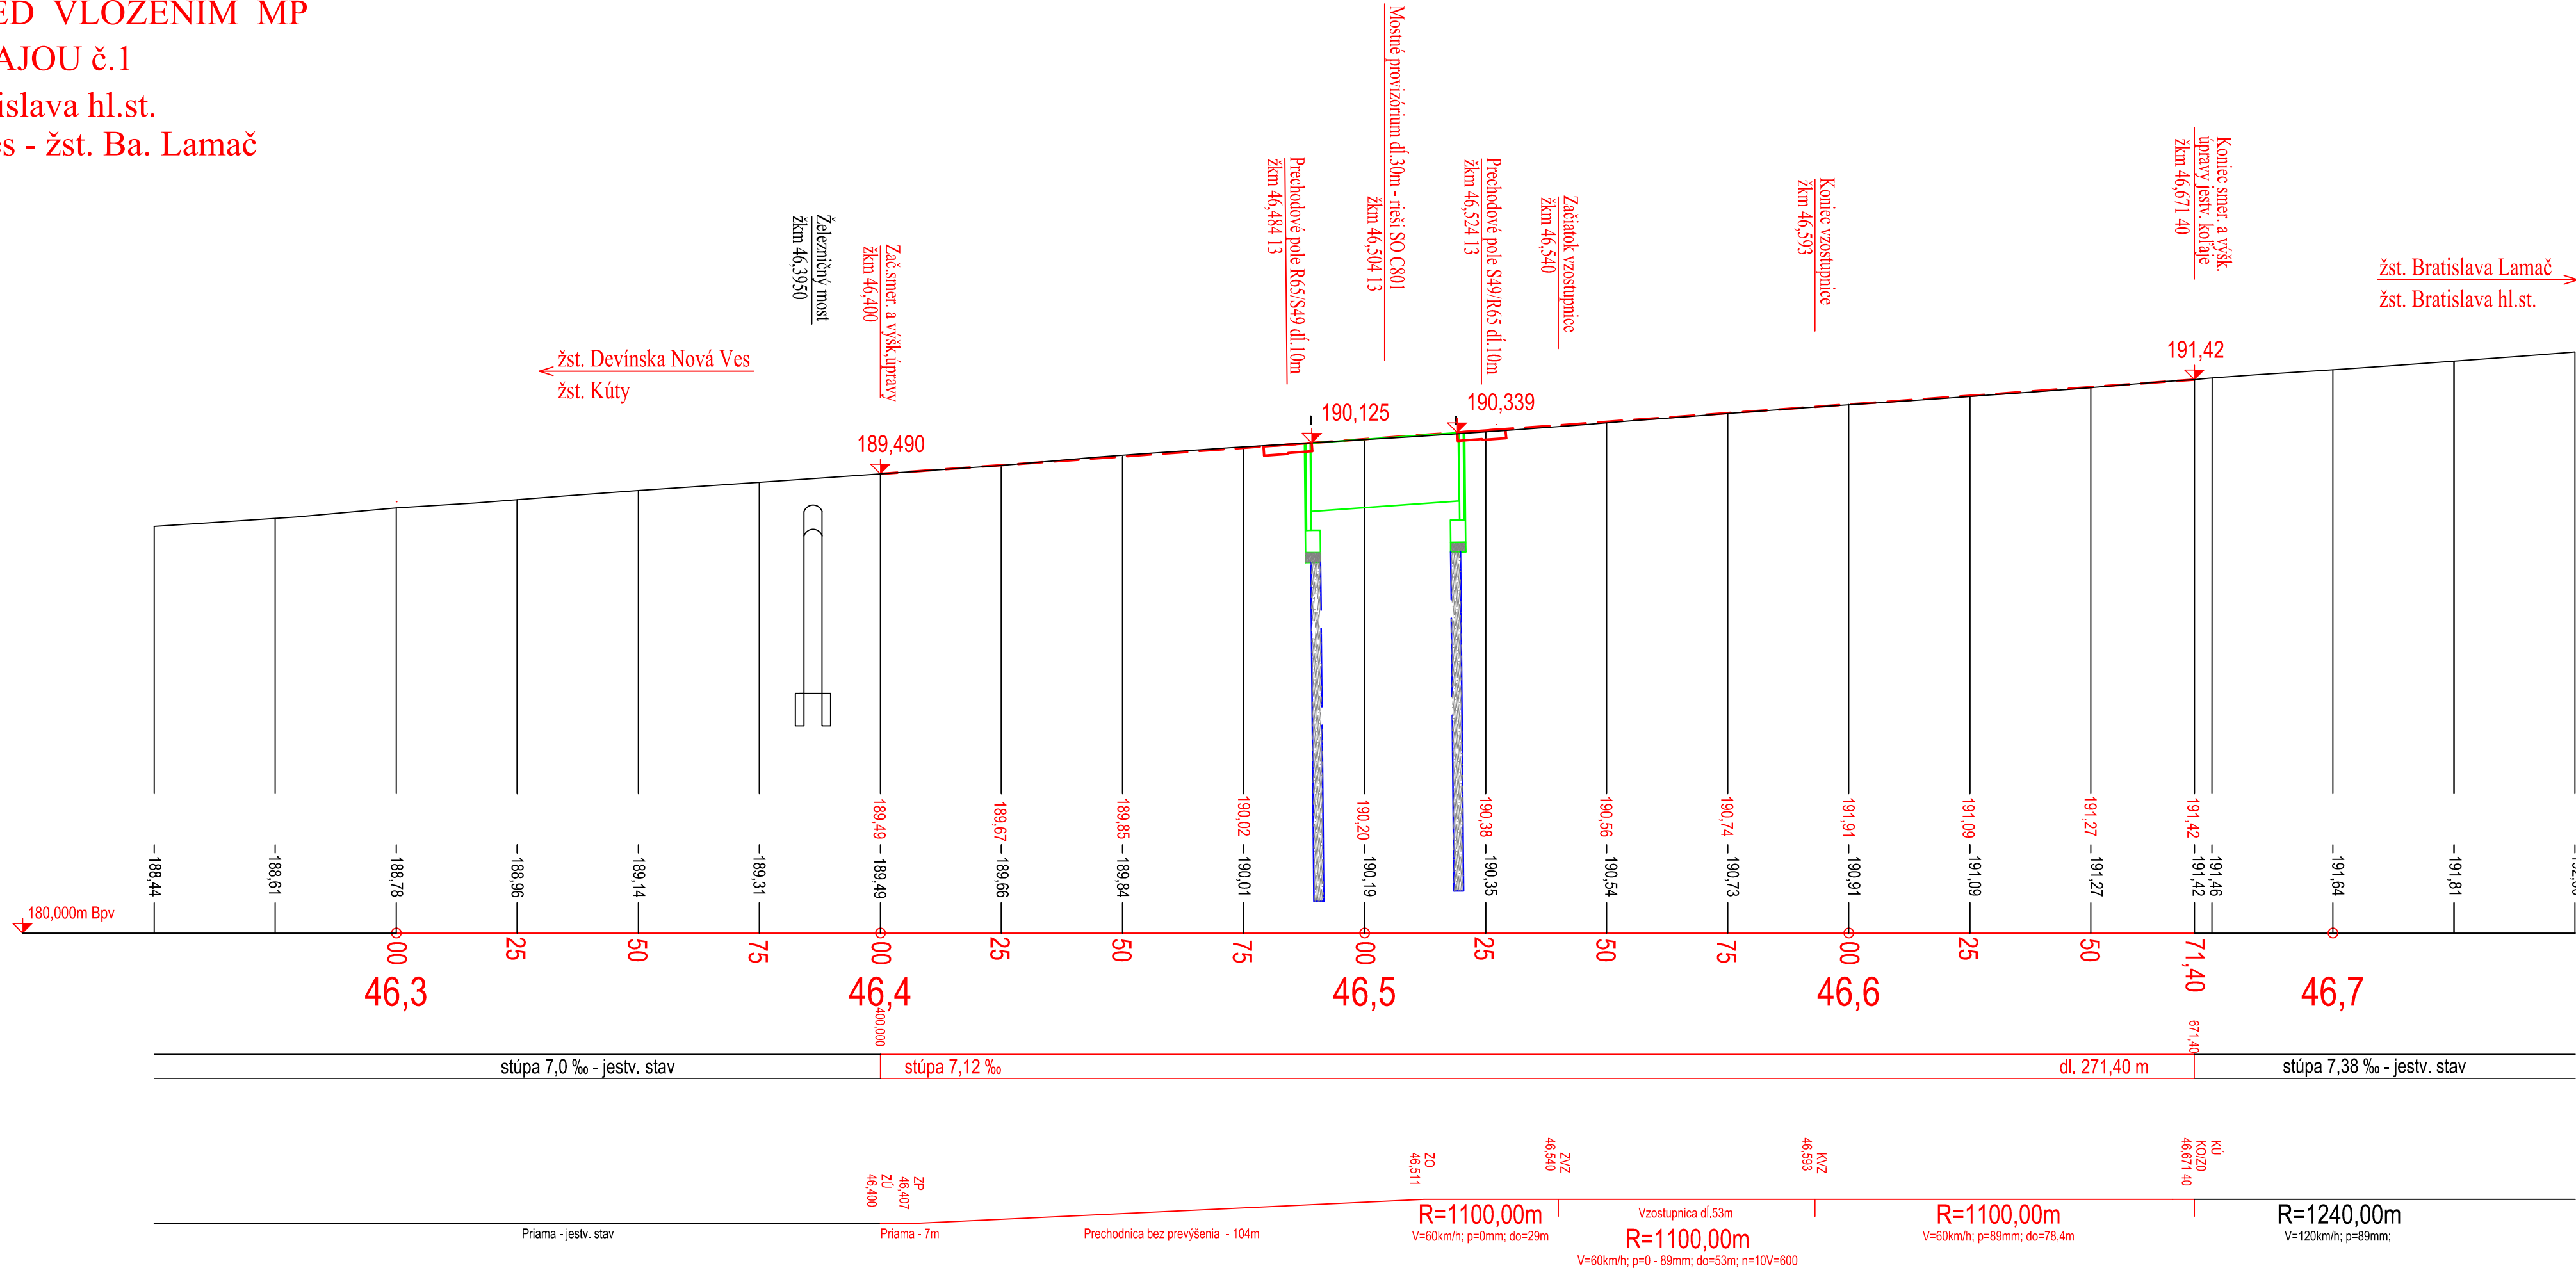 ED VLOŽENÍM MP
AJOU č.1
islava hl.st.
es - žst. Ba. Lamač
žst. Devínska Nová Ves
žst. Kúty
Železničný most
žkm 46,3950
Zač.smer. a výšk.úpravy
žkm 46,400
Prechodové pole R65/S49 dĺ.10m
žkm 46,484 13
Mostné provizórium dĺ.30m - rieši SO C801
žkm 46,504 13
Prechodové pole S49/R65 dĺ.10m
žkm 46,524 13
Začiatok vzostupnice
žkm 46,540
Koniec vzostupnice
žkm 46,593
Koniec smer. a výšk.
úpravy jestv. koľaje
žkm 46,671 40
žst. Bratislava Lamač
žst. Bratislava hl.st.
189,490
190,125
190,339
191,42
189,49
189,67
189,85
190,02
190,20
190,38
190,56
190,74
191,91
191,09
191,27
191,42
188,44
188,61
188,78
188,96
189,14
189,31
189,49
189,66
189,84
190,01
190,19
190,35
190,54
190,73
190,91
191,09
191,27
191,42
191,46
191,64
191,81
180,000m Bpv
00
25
50
75
00
25
50
75
00
25
50
75
00
25
50
71,40
46,3
46,4
46,5
46,6
46,7
400,000
671,40
stúpa 7,0 ‰ - jestv. stav
stúpa 7,12 ‰
dl. 271,40 m
stúpa 7,38 ‰ - jestv. stav
ZÚ
46,400
ZP
46,407
ZO
46,511
ZVZ
46,540
KVZ
46,593
KÚ
KO/ZO
46,671 40
Priama - jestv. stav
Priama - 7m
Prechodnica bez prevýšenia - 104m
R=1100,00m
V=60km/h; p=0mm; do=29m
Vzostupnica dĺ.53m
R=1100,00m
V=60km/h; p=0 - 89mm; do=53m; n=10V=600
R=1100,00m
V=60km/h; p=89mm; do=78,4m
R=1240,00m
V=120km/h; p=89mm;